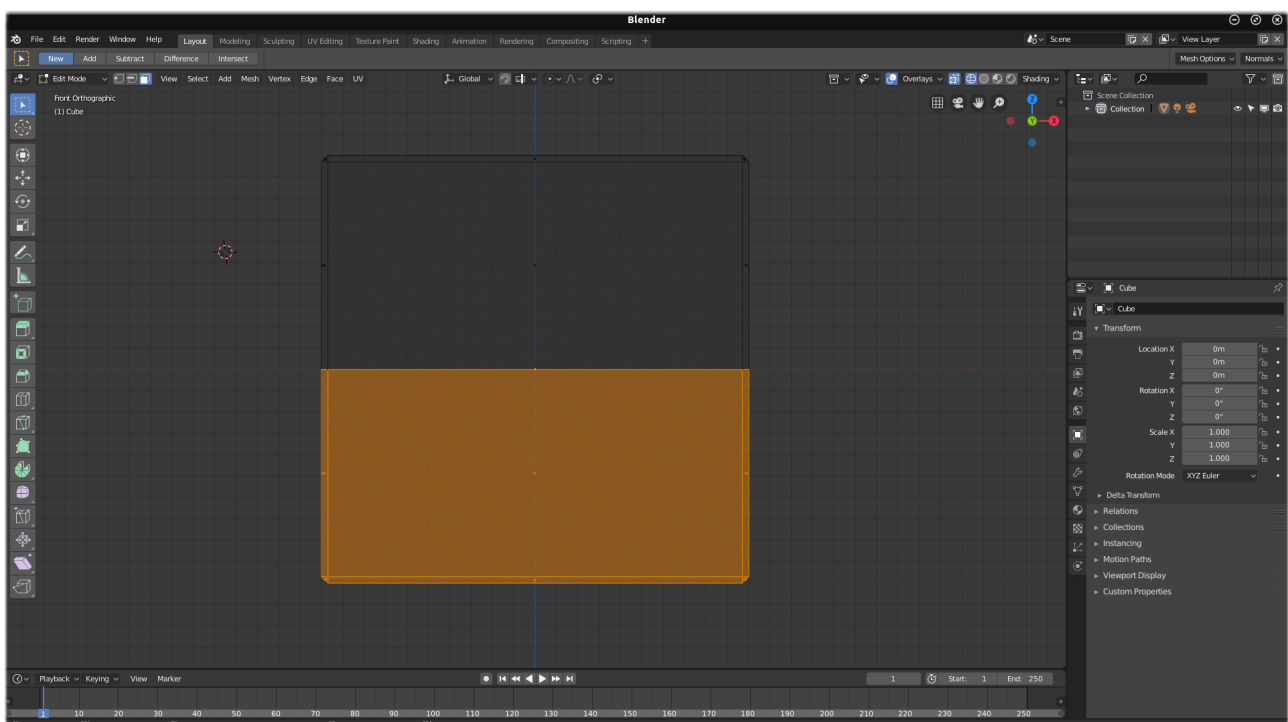 Blender
File Edit Render Window Help Layout Modeling Sculpting UV Editing Texture Paint Shading Animation Rendering Compositing Scripting + Scene View Layer
New Add Subtract Difference Intersect Mesh Options Normals
Edit Mode View Select Add Mesh Vertex Edge Face UV Global Overlays Shading
Front Orthographic
(1) Cube
Z
Y
X
Scene Collection
Collection
Cube
Cube
Transform
Location X 0m
Y 0m
Z 0m
Rotation X 0°
Y 0°
Z 0°
Scale X 1.000
Y 1.000
Z 1.000
Rotation Mode XYZ Euler
Delta Transform
Relations
Collections
Instancing
Motion Paths
Viewport Display
Custom Properties
Playback Keying View Marker 1 Start: 1 End: 250
1 10 20 30 40 50 60 70 80 90 100 110 120 130 140 150 160 170 180 190 200 210 220 230 240 250